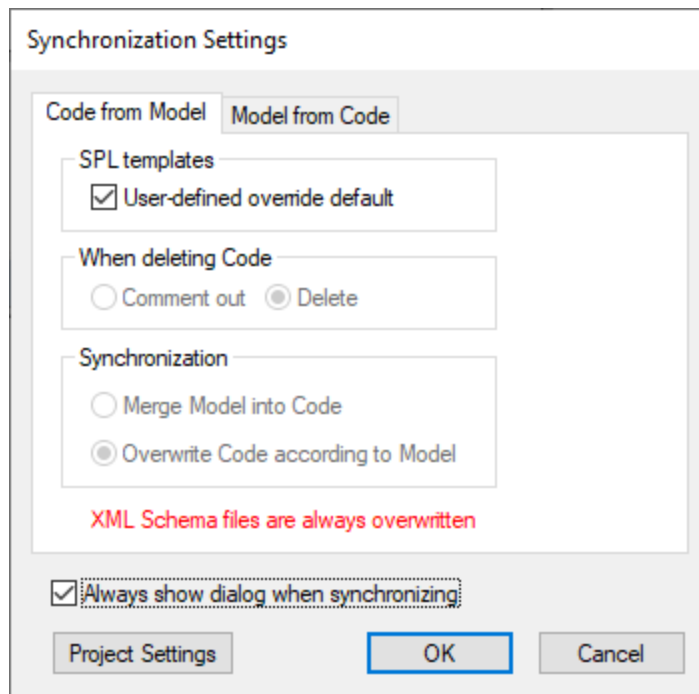 Synchronization Settings
Code from Model
Model from Code
SPL templates
User-defined override default
When deleting Code
Comment out
Delete
Synchronization
Merge Model into Code
Overwrite Code according to Model
XML Schema files are always overwritten
Always show dialog when synchronizing
Project Settings
OK
Cancel